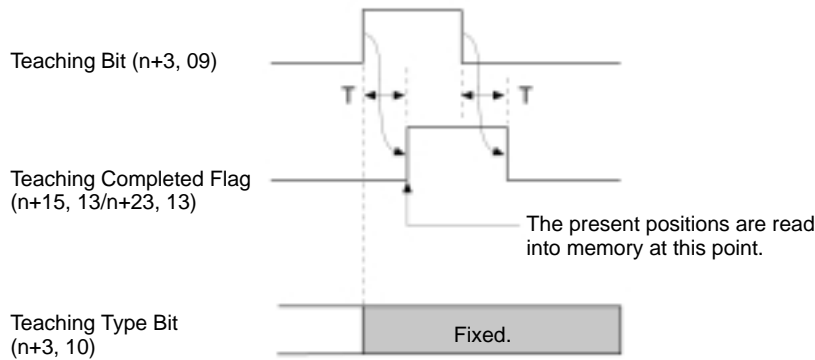 Teaching Bit (n+3, 09)
T
T
Teaching Completed Flag
(n+15, 13/n+23, 13)
The present positions are read
into memory at this point.
Teaching Type Bit
(n+3, 10)
Fixed.